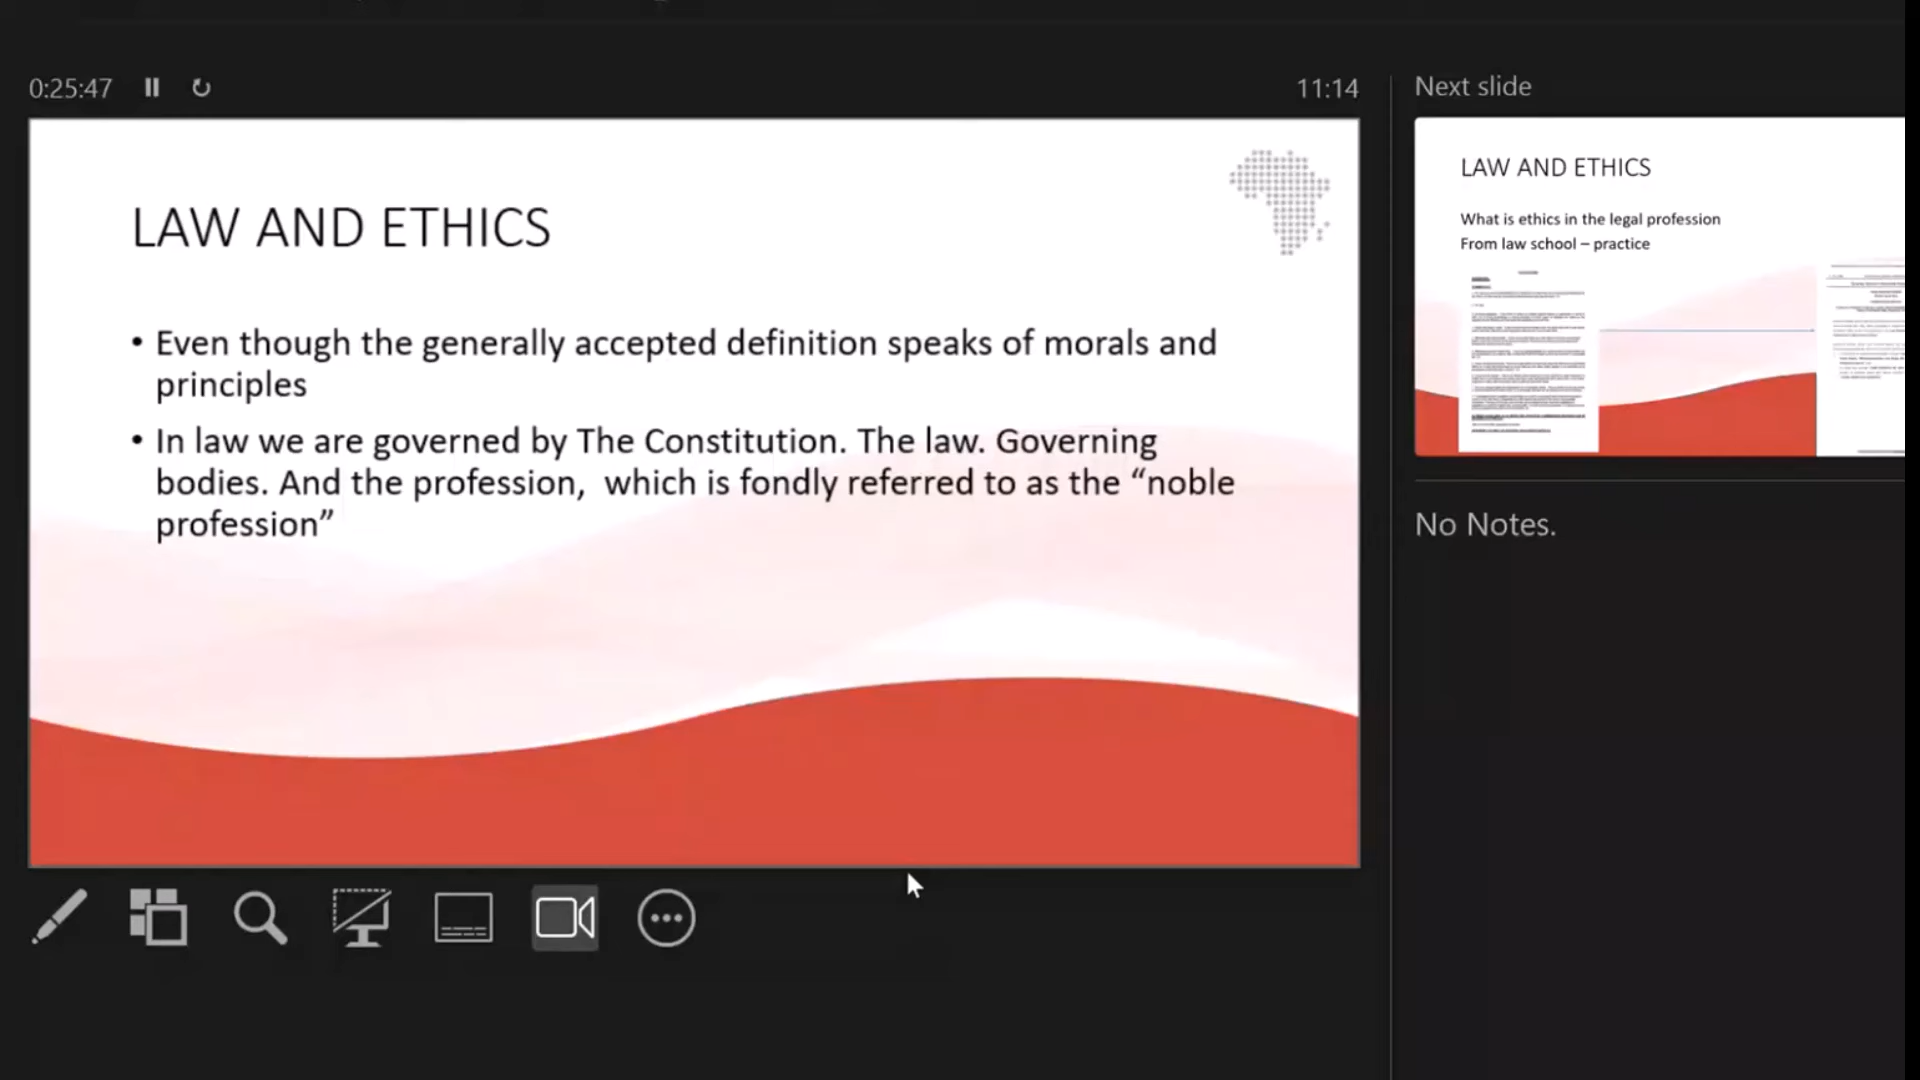 0:25:47
11:14
LAW AND ETHICS
• Even though the generally accepted definition speaks of morals and
principles
• In law we are governed by The Constitution. The law. Governing
bodies. And the profession,  which is fondly referred to as the “noble
profession”
Next slide
LAW AND ETHICS
What is ethics in the legal profession
From law school – practice
No Notes.